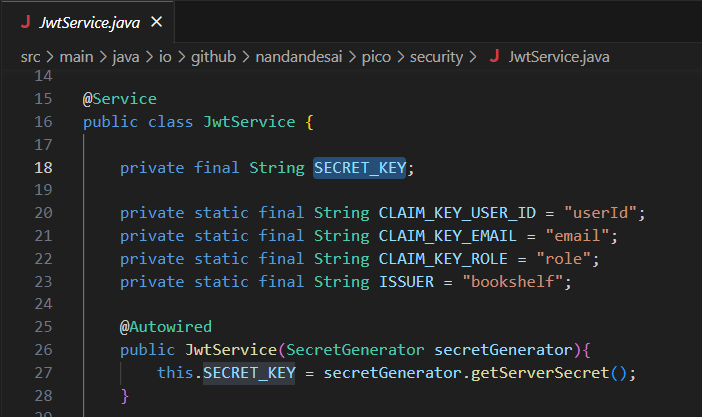 J JwtService.java ×
src > main > java > io > github > nandandesai > pico > security > J JwtService.java
14
15 @Service
16 public class JwtService {
17
18 private final String SECRET_KEY;
19
20 private static final String CLAIM_KEY_USER_ID = "userId";
21 private static final String CLAIM_KEY_EMAIL = "email";
22 private static final String CLAIM_KEY_ROLE = "role";
23 private static final String ISSUER = "bookshelf";
24
25 @Autowired
26 public JwtService(SecretGenerator secretGenerator){
27 this.SECRET_KEY = secretGenerator.getServerSecret();
28 }